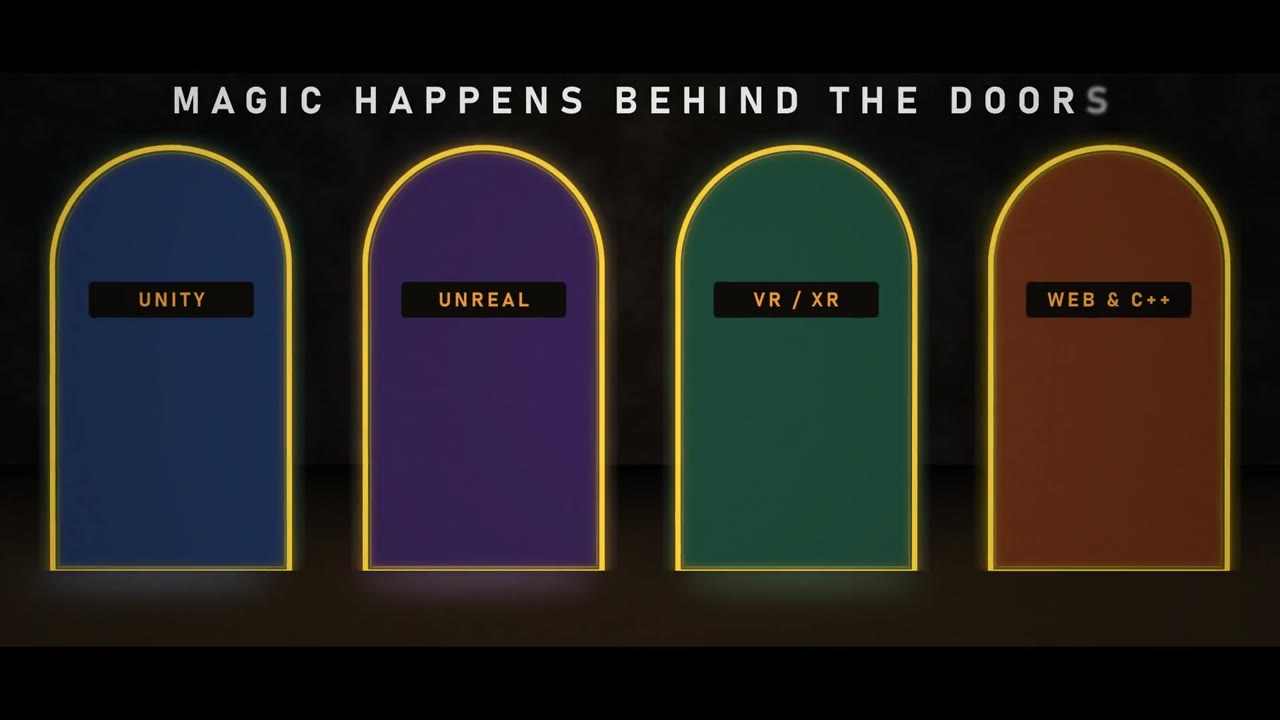 MAGIC HAPPENS BEHIND THE DOORS
UNITY
UNREAL
VR / XR
WEB & C++